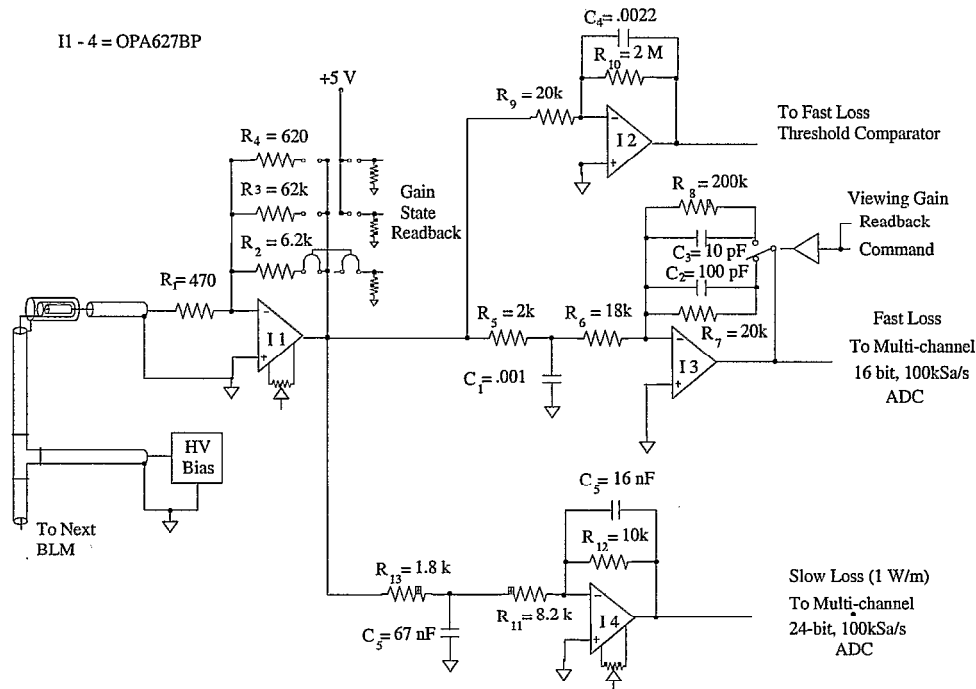 I1 - 4 = OPA627BP
C4= .0022
R10= 2 M
+5 V
R9 = 20k
I 2
To Fast Loss
Threshold Comparator
R4 = 620
R3 = 62k
R2 = 6.2k
Gain
State
Readback
R1= 470
I 1
R8 = 200k
C3= 10 pF
C2= 100 pF
R7 = 20k
Viewing Gain
Readback
Command
R5 = 2k
R6 = 18k
C1= .001
I 3
Fast Loss
To Multi-channel
16 bit, 100kSa/s
ADC
HV
Bias
To Next
BLM
C5= 16 nF
R12= 10k
R13= 1.8 k
R11= 8.2 k
C5= 67 nF
I 4
Slow Loss (1 W/m)
To Multi-channel
24-bit, 100kSa/s
ADC